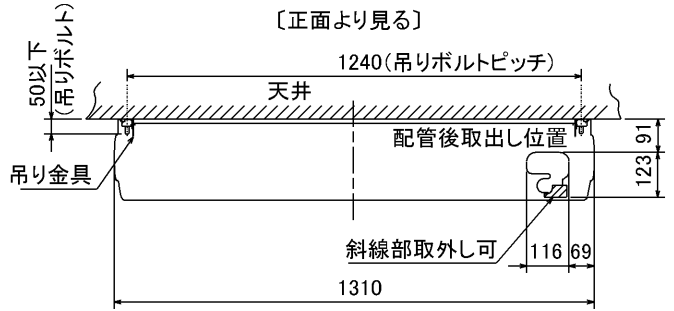 〔正面より見る〕
50以下
(吊りボルト)
1240(吊りボルトピッチ)
天井
配管後取出し位置
91
吊り金具
123
斜線部取外し可
116
69
1310